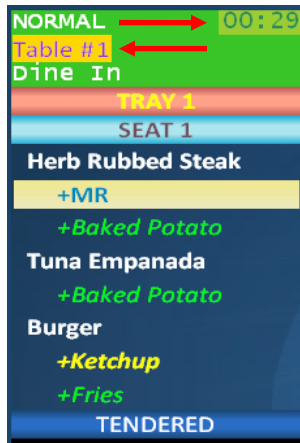 NORMAL 00:29
Table #1
Dine In
TRAY 1
SEAT 1
Herb Rubbed Steak
+MR
+Baked Potato
Tuna Empanada
+Baked Potato
Burger
+Ketchup
+Fries
TENDERED